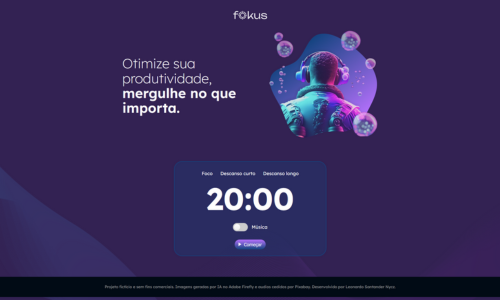 fokus
Otimize sua
produtividade,
mergulhe no que
importa.
Foco Descanso curto Descanso longo
20:00
Música
Começar
Projeto fictício e sem fins comerciais. Imagens geradas por IA no Adobe Firefly e áudios cedidos por Pixabay. Desenvolvido por Leonardo Santander